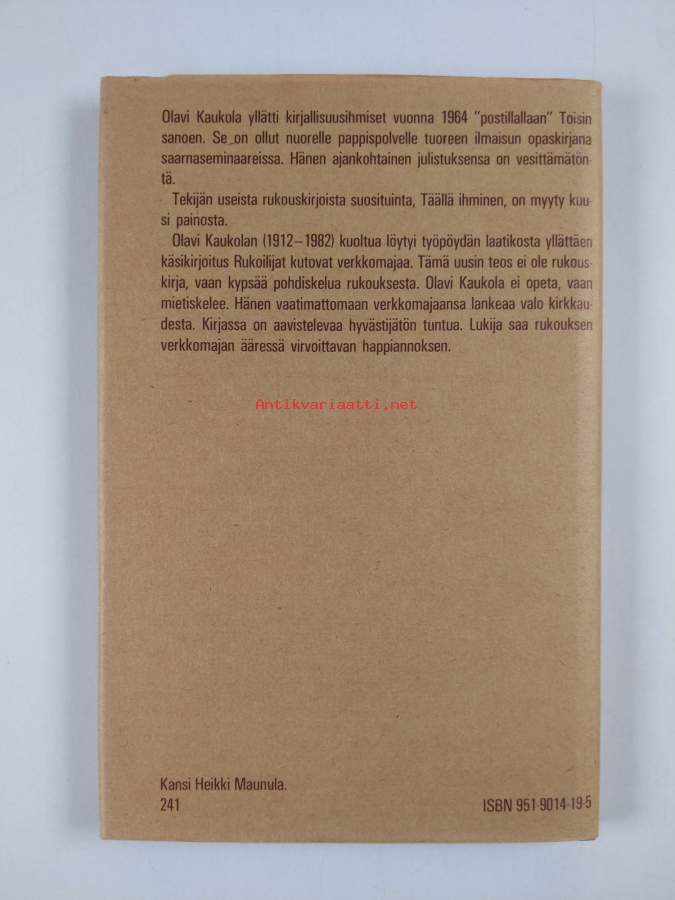 Olavi Kaukola yllätti kirjallisuusihmiset vuonna 1964 "postillallaan" Toisin
sanoen. Se on ollut nuorelle pappispolvelle tuoreen ilmaisun opaskirjana
saarnaseminaareissa. Hänen ajankohtainen julistuksensa on vesittämätön-
tä.
Tekijän useista rukouskirjoista suosituinta, Täällä ihminen, on myyty kuu-
si painosta.
Olavi Kaukolan (1912–1982) kuoltua löytyi työpöydän laatikosta yllättäen
käsikirjoitus Rukoilijat kutovat verkkomajaa. Tämä uusin teos ei ole rukous-
kirja, vaan kypsää pohdiskelua rukouksesta. Olavi Kaukola ei opeta, vaan
mietiskelee. Hänen vaatimattomaan verkkomajaansa lankeaa valo kirkkau-
desta. Kirjassa on aavistelevaa hyvästijätön tuntua. Lukija saa rukouksen
verkkomajan ääressä virvoittavan happiannoksen.
Antikvariaatti.net
Kansi Heikki Maunula.
241
ISBN 951-9014-19-5